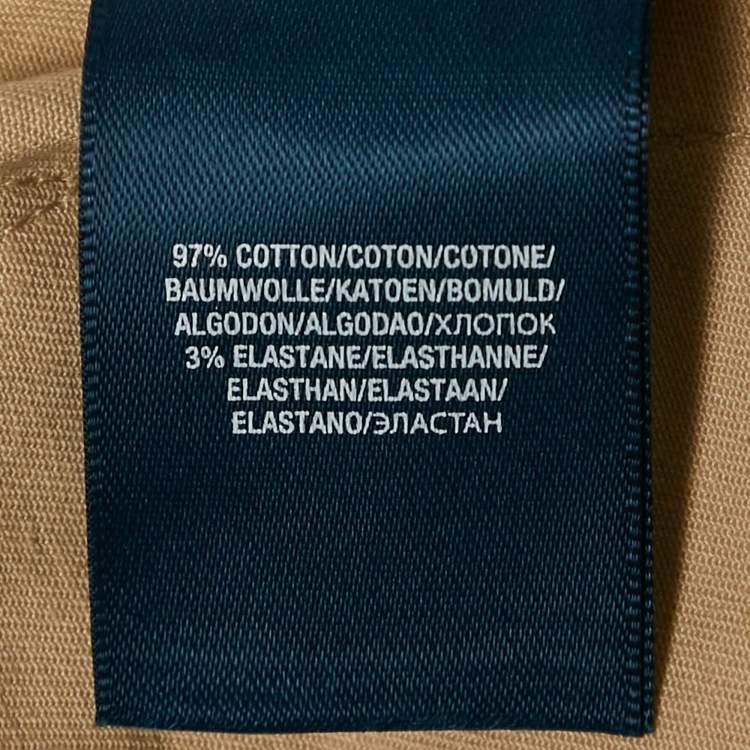 97% COTTON/COTON/COTONE/
BAUMWOLLE/KATOEN/BOMULD/
ALGODON/ALGODAO/ХЛОПОК
3% ELASTANE/ELASTHANNE/
ELASTHAN/ELASTAAN/
ELASTANO/ЭЛАСТАН